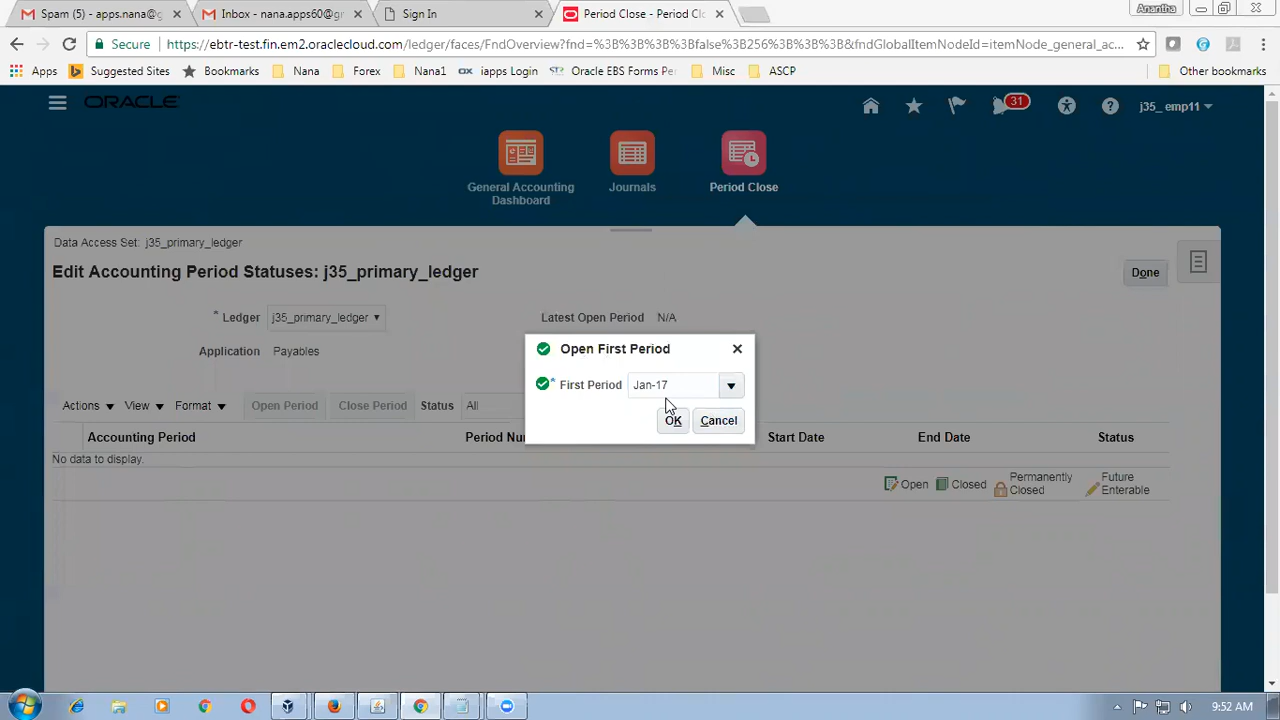 Spam (5) - apps.nana@g
Inbox - nana.apps60@g
Sign In
Period Close - Period Cl
Anantha
Secure
https://ebtr-test.fin.em2.oraclecloud.com/ledger/faces/FndOverview?fnd=%3B%3B%3B%3Bfalse%3B256%3B%3B%3B&fndGlobalItemNodeId=itemNode_general_ac...
Apps
Suggested Sites
Bookmarks
Nana
Forex
Nana1
iapps Login
Oracle EBS Forms Per
Misc
ASCP
Other bookmarks
ORACLE
31
j35_emp11
General Accounting
Dashboard
Journals
Period Close
Data Access Set: j35_primary_ledger
Edit Accounting Period Statuses: j35_primary_ledger
Done
* Ledger j35_primary_ledger
Latest Open Period N/A
Application Payables
Open First Period
* First Period Jan-17
OK Cancel
Actions View Format Open Period Close Period Status All
Accounting Period Period Nu Start Date End Date Status
No data to display.
Open
Closed
Permanently
Closed
Future
Enterable
9:52 AM